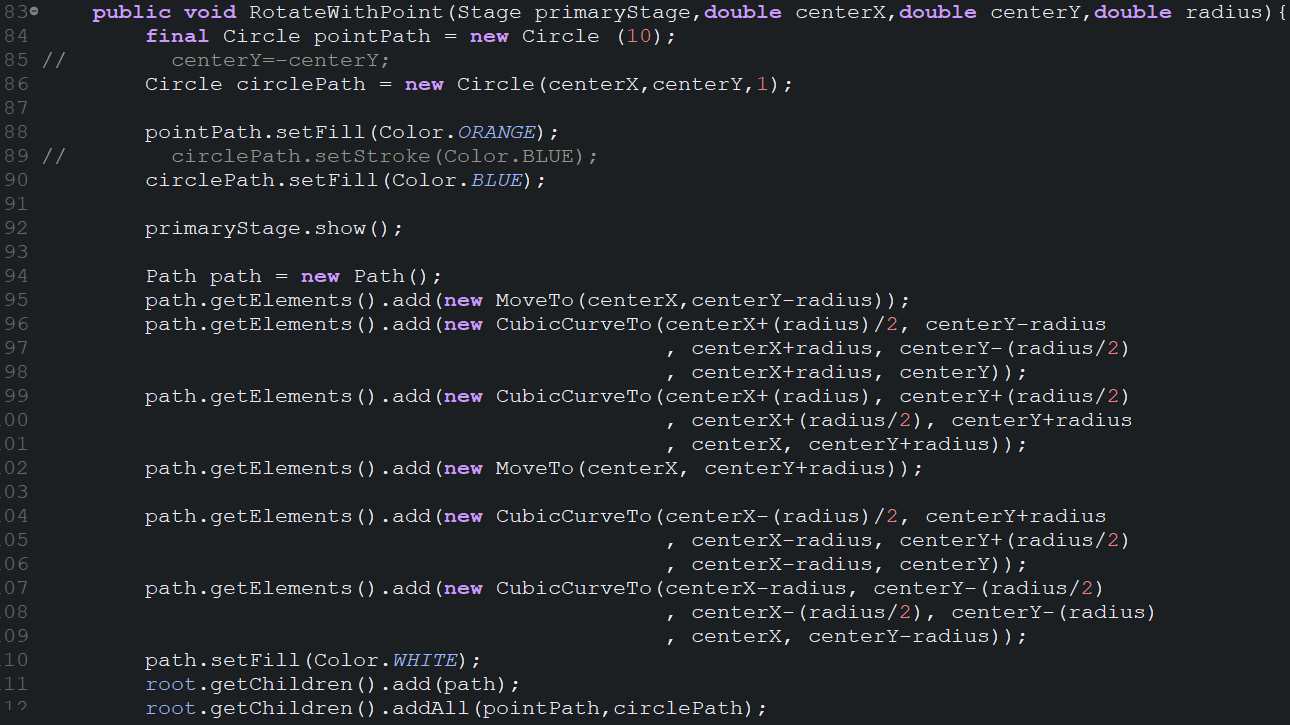 83 public void RotateWithPoint(Stage primaryStage,double centerX,double centerY,double radius){
84 final Circle pointPath = new Circle (10);
85 // centerY=-centerY;
86 Circle circlePath = new Circle(centerX,centerY,1);
87
88 pointPath.setFill(Color.ORANGE);
89 // circlePath.setStroke(Color.BLUE);
90 circlePath.setFill(Color.BLUE);
91
92 primaryStage.show();
93
94 Path path = new Path();
95 path.getElements().add(new MoveTo(centerX,centerY-radius));
96 path.getElements().add(new CubicCurveTo(centerX+(radius)/2, centerY-radius
97 , centerX+radius, centerY-(radius/2)
98 , centerX+radius, centerY));
99 path.getElements().add(new CubicCurveTo(centerX+(radius), centerY+(radius/2)
00 , centerX+(radius/2), centerY+radius
01 , centerX, centerY+radius));
02 path.getElements().add(new MoveTo(centerX, centerY+radius));
03
04 path.getElements().add(new CubicCurveTo(centerX-(radius)/2, centerY+radius
05 , centerX-radius, centerY+(radius/2)
06 , centerX-radius, centerY));
07 path.getElements().add(new CubicCurveTo(centerX-radius, centerY-(radius/2)
08 , centerX-(radius/2), centerY-(radius)
09 , centerX, centerY-radius));
10 path.setFill(Color.WHITE);
11 root.getChildren().add(path);
12 root.getChildren().addAll(pointPath,circlePath);